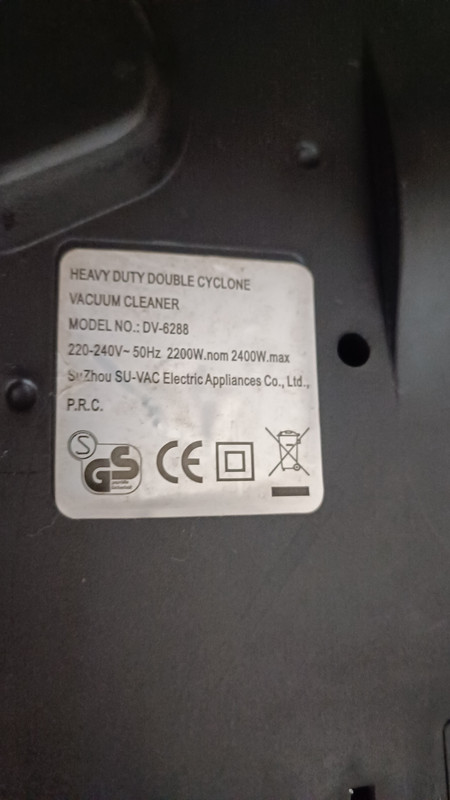 HEAVY DUTY DOUBLE CYCLONE
VACUUM CLEANER
MODEL NO.: DV-6288
220-240V~ 50Hz 2200W.nom 2400W.max
SuZhou SU-VAC Electric Appliances Co., Ltd.,
P.R.C.
S
GS
CE